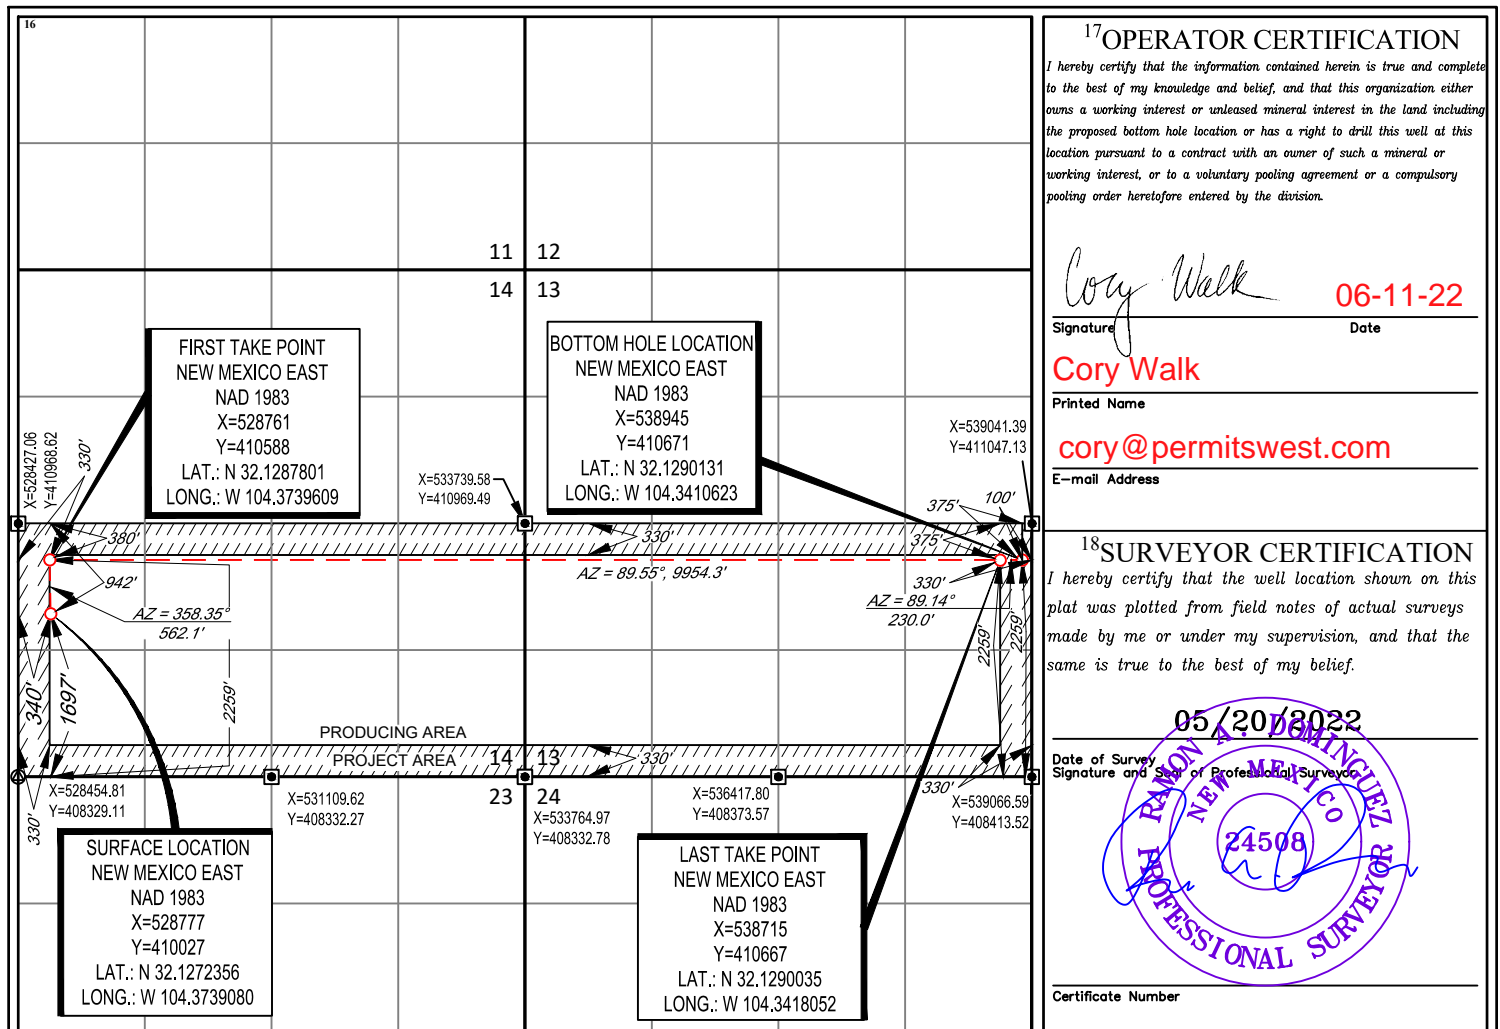 16
11 12
14 13
FIRST TAKE POINT
NEW MEXICO EAST
NAD 1983
X=528761
Y=410588
LAT.: N 32.1287801
LONG.: W 104.3739609
BOTTOM HOLE LOCATION
NEW MEXICO EAST
NAD 1983
X=538945
Y=410671
LAT.: N 32.1290131
LONG.: W 104.3410623
X=528427.06
Y=410968.62
330'
X=533739.58
Y=410969.49
X=539041.39
Y=411047.13
375'
100'
380'
330'
375'
942'
AZ = 89.55°, 9954.3'
330'
AZ = 358.35°
562.1'
AZ = 89.14°
230.0'
2259'
2259'
340'
1697'
2259'
PRODUCING AREA
PROJECT AREA
14 13
330'
23 24
330'
330'
X=528454.81
Y=408329.11
X=531109.62
Y=408332.27
X=533764.97
Y=408332.78
X=536417.80
Y=408373.57
X=539066.59
Y=408413.52
SURFACE LOCATION
NEW MEXICO EAST
NAD 1983
X=528777
Y=410027
LAT.: N 32.1272356
LONG.: W 104.3739080
LAST TAKE POINT
NEW MEXICO EAST
NAD 1983
X=538715
Y=410667
LAT.: N 32.1290035
LONG.: W 104.3418052
17OPERATOR CERTIFICATION
I hereby certify that the information contained herein is true and complete
to the best of my knowledge and belief, and that this organization either
owns a working interest or unleased mineral interest in the land including
the proposed bottom hole location or has a right to drill this well at this
location pursuant to a contract with an owner of such a mineral or
working interest, or to a voluntary pooling agreement or a compulsory
pooling order heretofore entered by the division.
Cory Walk
06-11-22
Signature Date
Cory Walk
Printed Name
cory@permitswest.com
E-mail Address
18SURVEYOR CERTIFICATION
I hereby certify that the well location shown on this
plat was plotted from field notes of actual surveys
made by me or under my supervision, and that the
same is true to the best of my belief.
05/20/2022
Date of Survey
Signature and Seal of Professional Surveyor
RAMON A. DOMINGUEZ
NEW MEXICO
24508
PROFESSIONAL SURVEYOR
Certificate Number